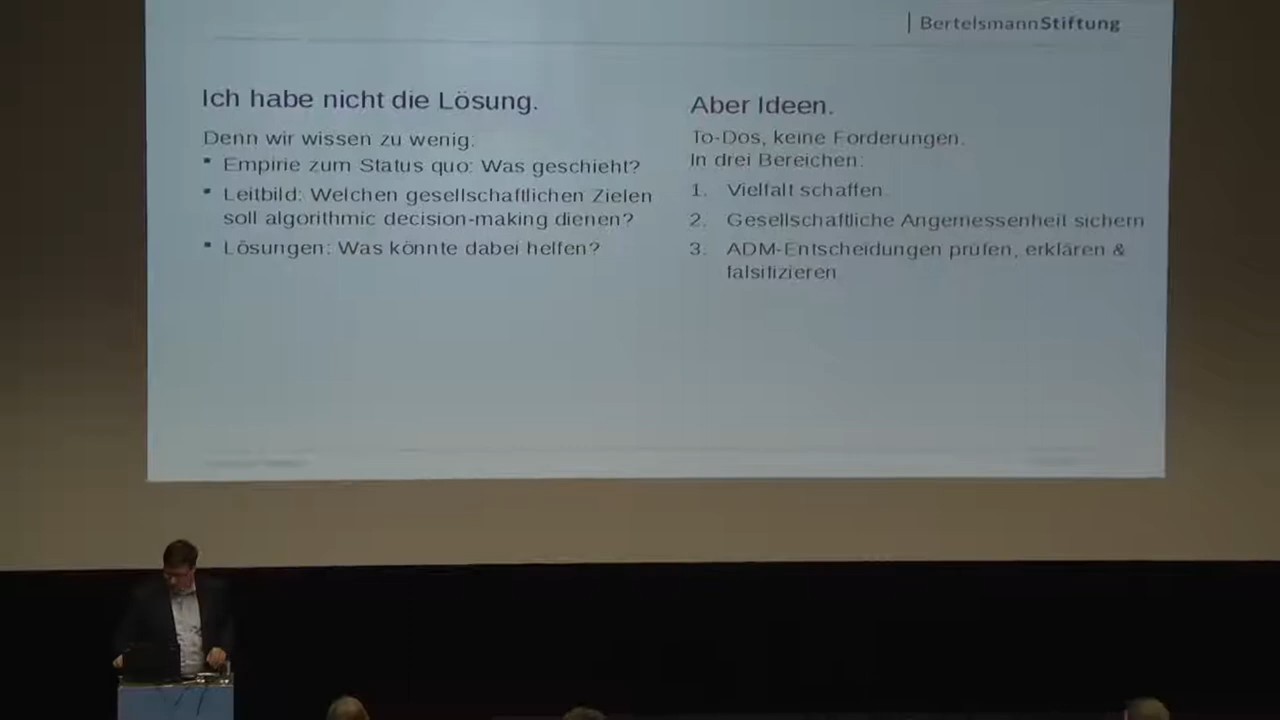 BertelsmannStiftung
Ich habe nicht die Lösung.
Denn wir wissen zu wenig:
▪ Empirie zum Status quo: Was geschieht?
▪ Leitbild: Welchen gesellschaftlichen Zielen
soll algorithmic decision-making dienen?
▪ Lösungen: Was könnte dabei helfen?
Aber Ideen.
To-Dos, keine Forderungen.
In drei Bereichen:
1. Vielfalt schaffen
2. Gesellschaftliche Angemessenheit sichern
3. ADM-Entscheidungen prüfen, erklären &
falsifizieren